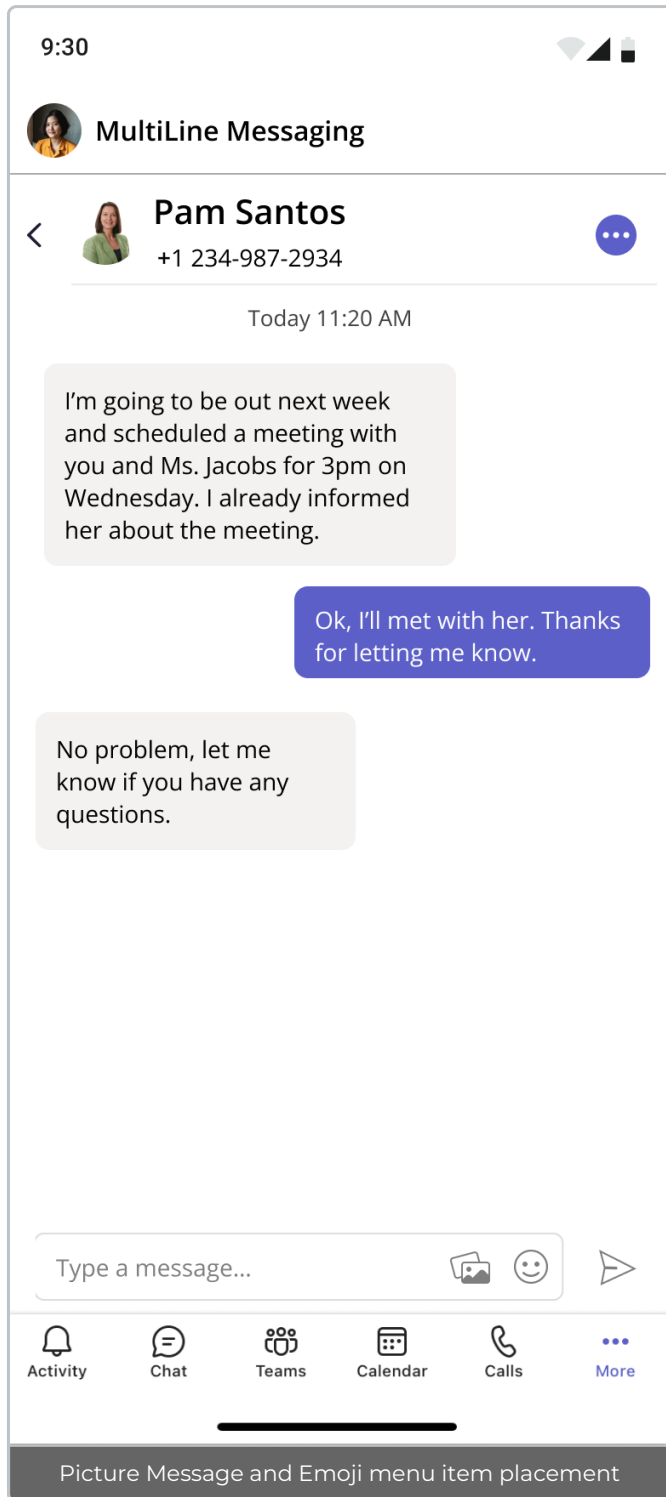 9:30
MultiLine Messaging
Pam Santos
+1 234-987-2934
Today 11:20 AM
I’m going to be out next week
and scheduled a meeting with
you and Ms. Jacobs for 3pm on
Wednesday. I already informed
her about the meeting.
Ok, I’ll met with her. Thanks
for letting me know.
No problem, let me
know if you have any
questions.
Type a message...
Activity
Chat
Teams
Calendar
Calls
More
Picture Message and Emoji menu item placement